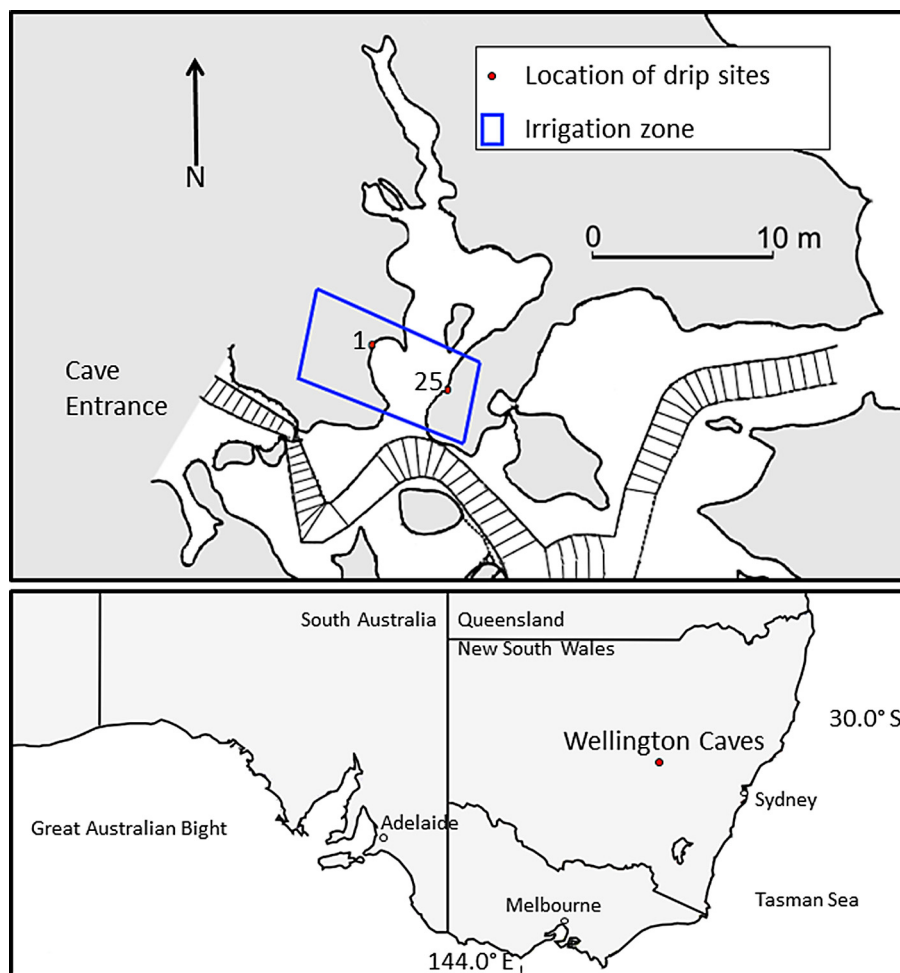 Location of drip sites
Irrigation zone
N
0 10 m
1
25
Cave
Entrance
South Australia
Queensland
New South Wales
30.0° S
Wellington Caves
Sydney
Great Australian Bight
Adelaide
Tasman Sea
Melbourne
144.0° E